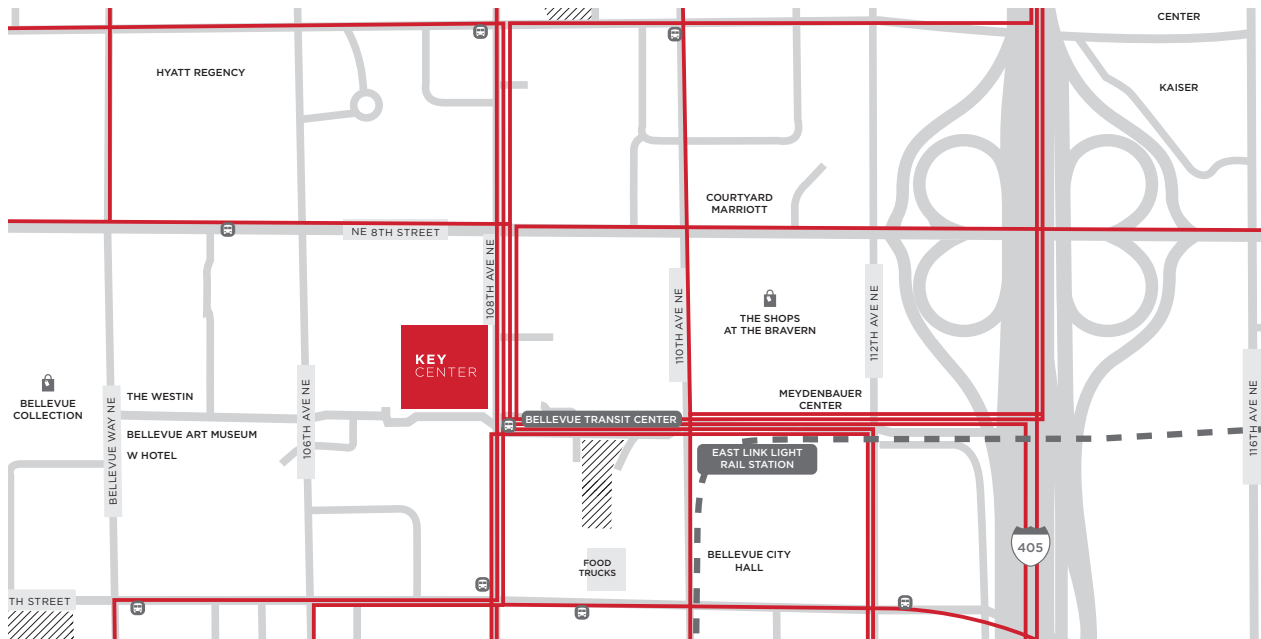 CENTER
HYATT REGENCY
KAISER
COURTYARD
MARRIOTT
NE 8TH STREET
108TH AVE NE
110TH AVE NE
112TH AVE NE
THE SHOPS
AT THE BRAVERN
KEY
CENTER
BELLEVUE
COLLECTION
THE WESTIN
BELLEVUE WAY NE
106TH AVE NE
MEYDENBAUER
CENTER
116TH AVE NE
BELLEVUE TRANSIT CENTER
BELLEVUE ART MUSEUM
W HOTEL
EAST LINK LIGHT
RAIL STATION
405
BELLEVUE CITY
HALL
FOOD
TRUCKS
TH STREET